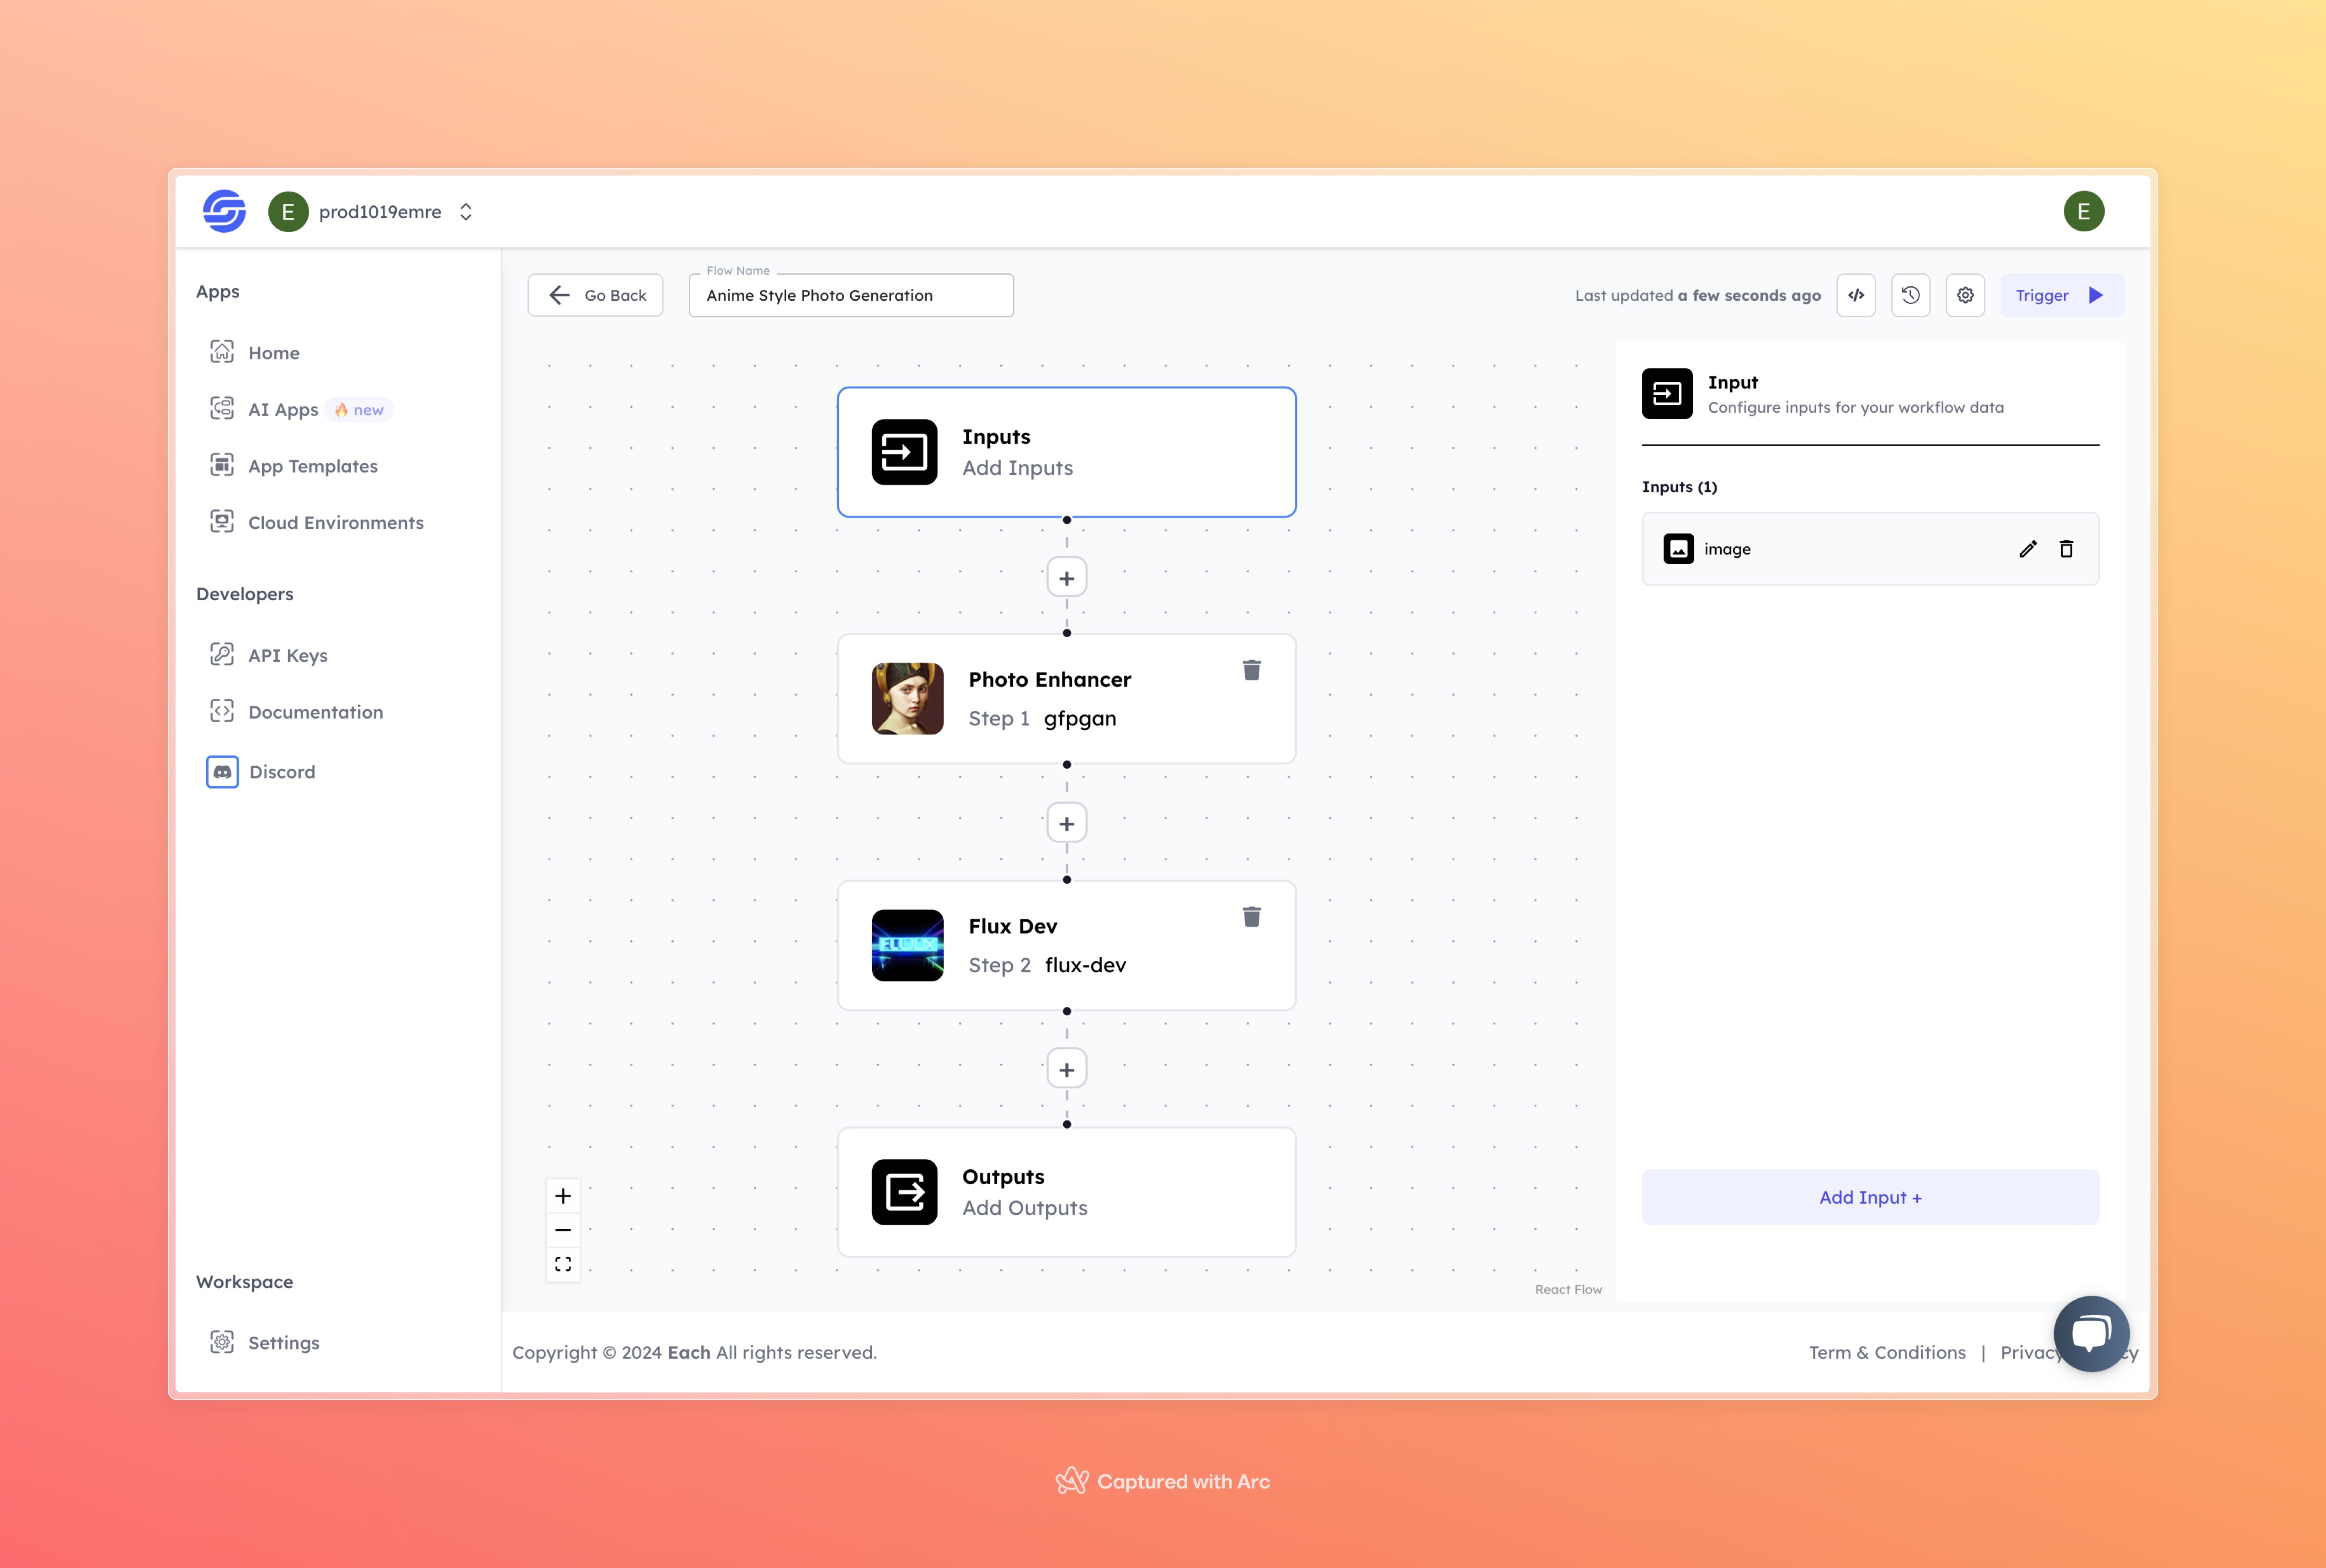 E prod1019emre
E
Apps
Home
AI Apps 🔥 new
App Templates
Cloud Environments
Developers
API Keys
Documentation
Discord
Workspace
Settings
Go Back
Flow Name
Anime Style Photo Generation
Last updated a few seconds ago
Trigger
Inputs
Add Inputs
+
Photo Enhancer
Step 1 gfpgan
+
Flux Dev
Step 2 flux-dev
+
Outputs
Add Outputs
React Flow
Input
Configure inputs for your workflow data
Inputs (1)
image
Add Input +
Copyright © 2024 Each All rights reserved.
Term & Conditions | Privacy
Captured with Arc